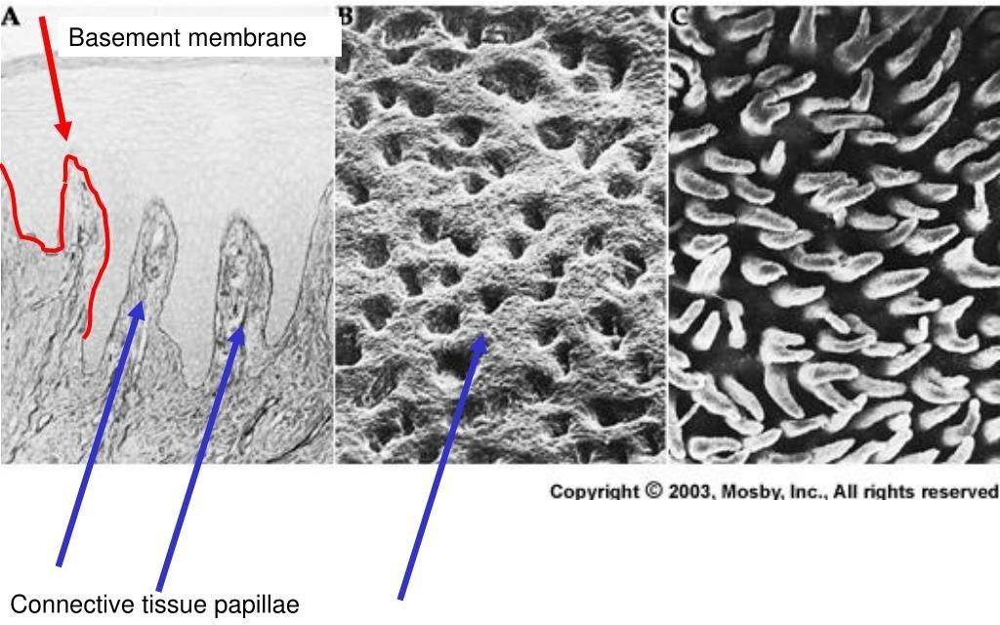 A
Basement membrane
B
C
Copyright © 2003, Mosby, Inc., All rights reserved
Connective tissue papillae